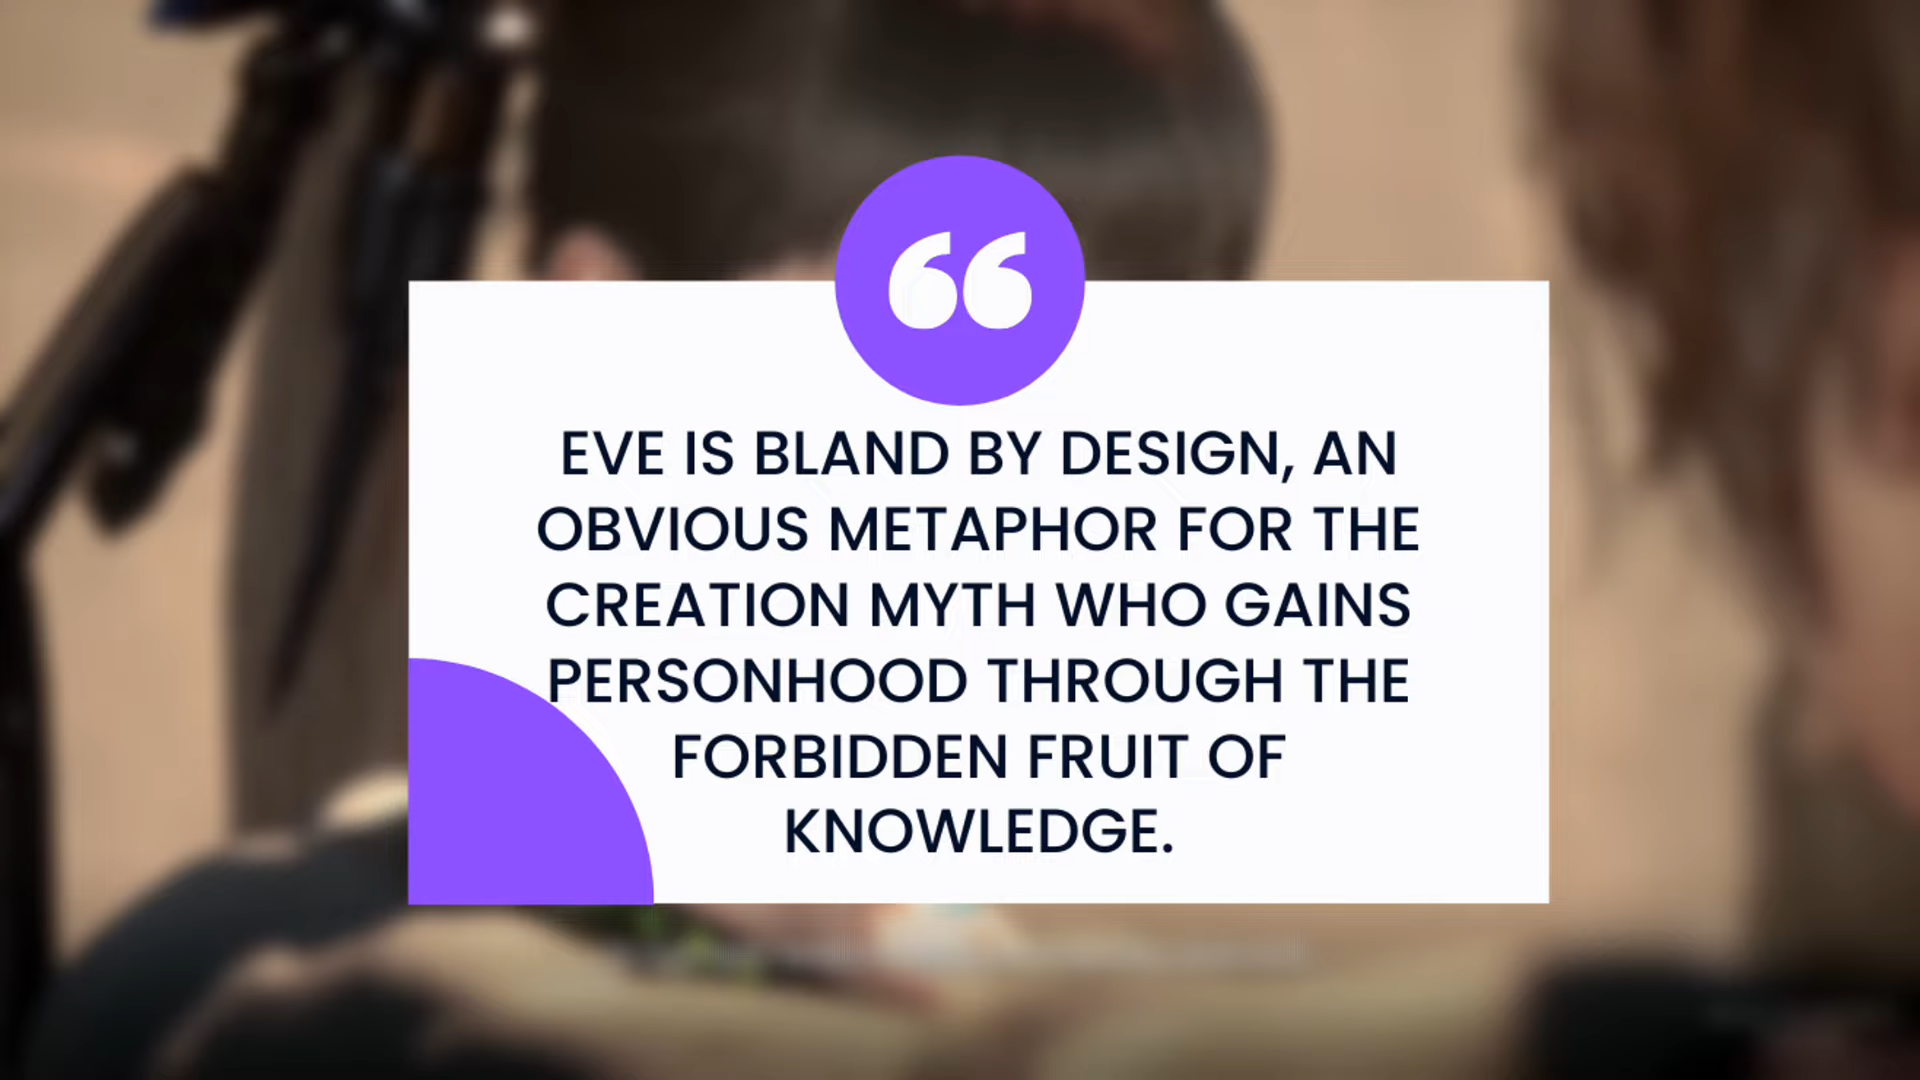 EVE IS BLAND BY DESIGN, AN
OBVIOUS METAPHOR FOR THE
CREATION MYTH WHO GAINS
PERSONHOOD THROUGH THE
FORBIDDEN FRUIT OF
KNOWLEDGE.